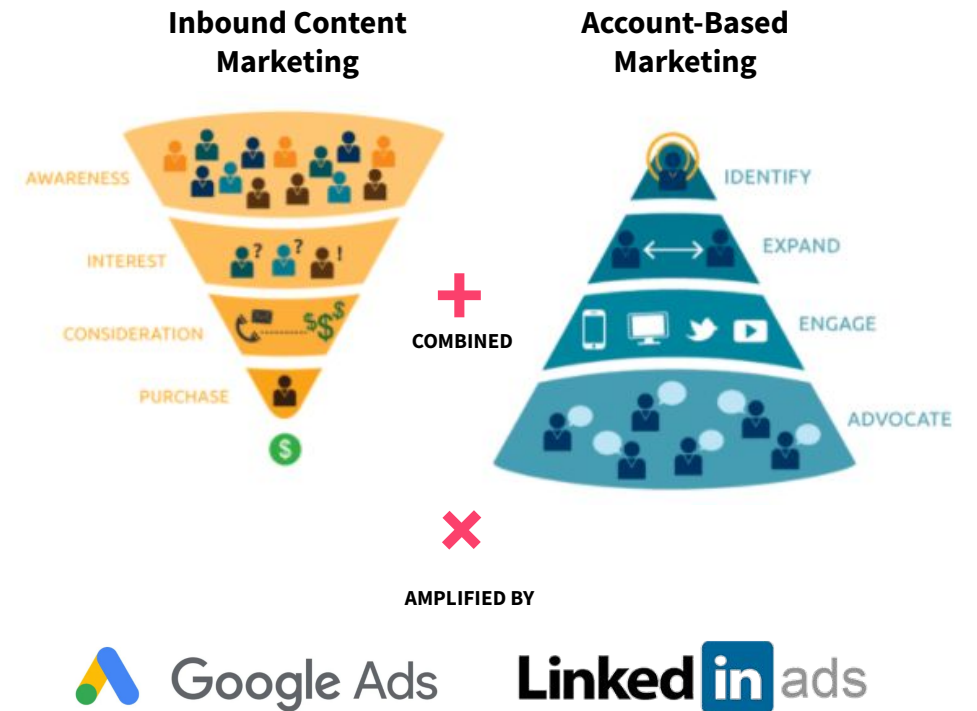 Inbound Content
Marketing
Account-Based
Marketing
AWARENESS
INTEREST
? ? !
CONSIDERATION
$$$
PURCHASE
$
+
COMBINED
IDENTIFY
EXPAND
ENGAGE
ADVOCATE
×
AMPLIFIED BY
Google Ads
Linked in ads